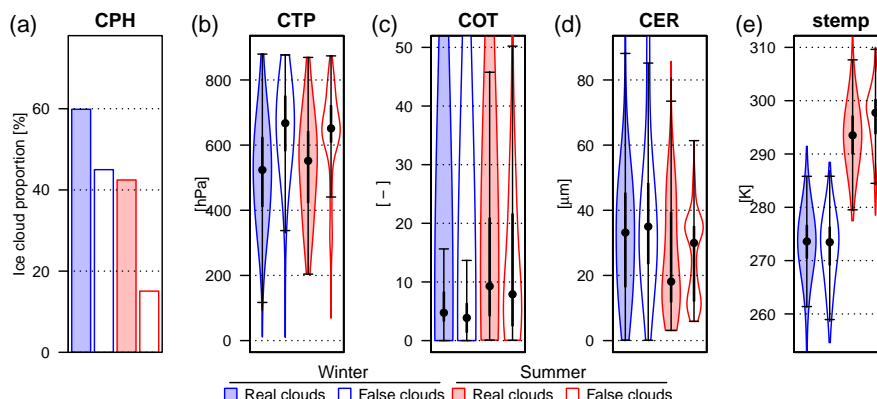 (a) CPH
Ice cloud proportion [%]
0 20 40 60
(b) CTP
[hPa]
0 200 400 600 800
(c) COT
[ − ]
0 10 20 30 40 50
(d) CER
[µm]
0 20 40 60 80
(e) stemp
[K]
260 270 280 290 300 310
Winter Summer
Real clouds False clouds Real clouds False clouds